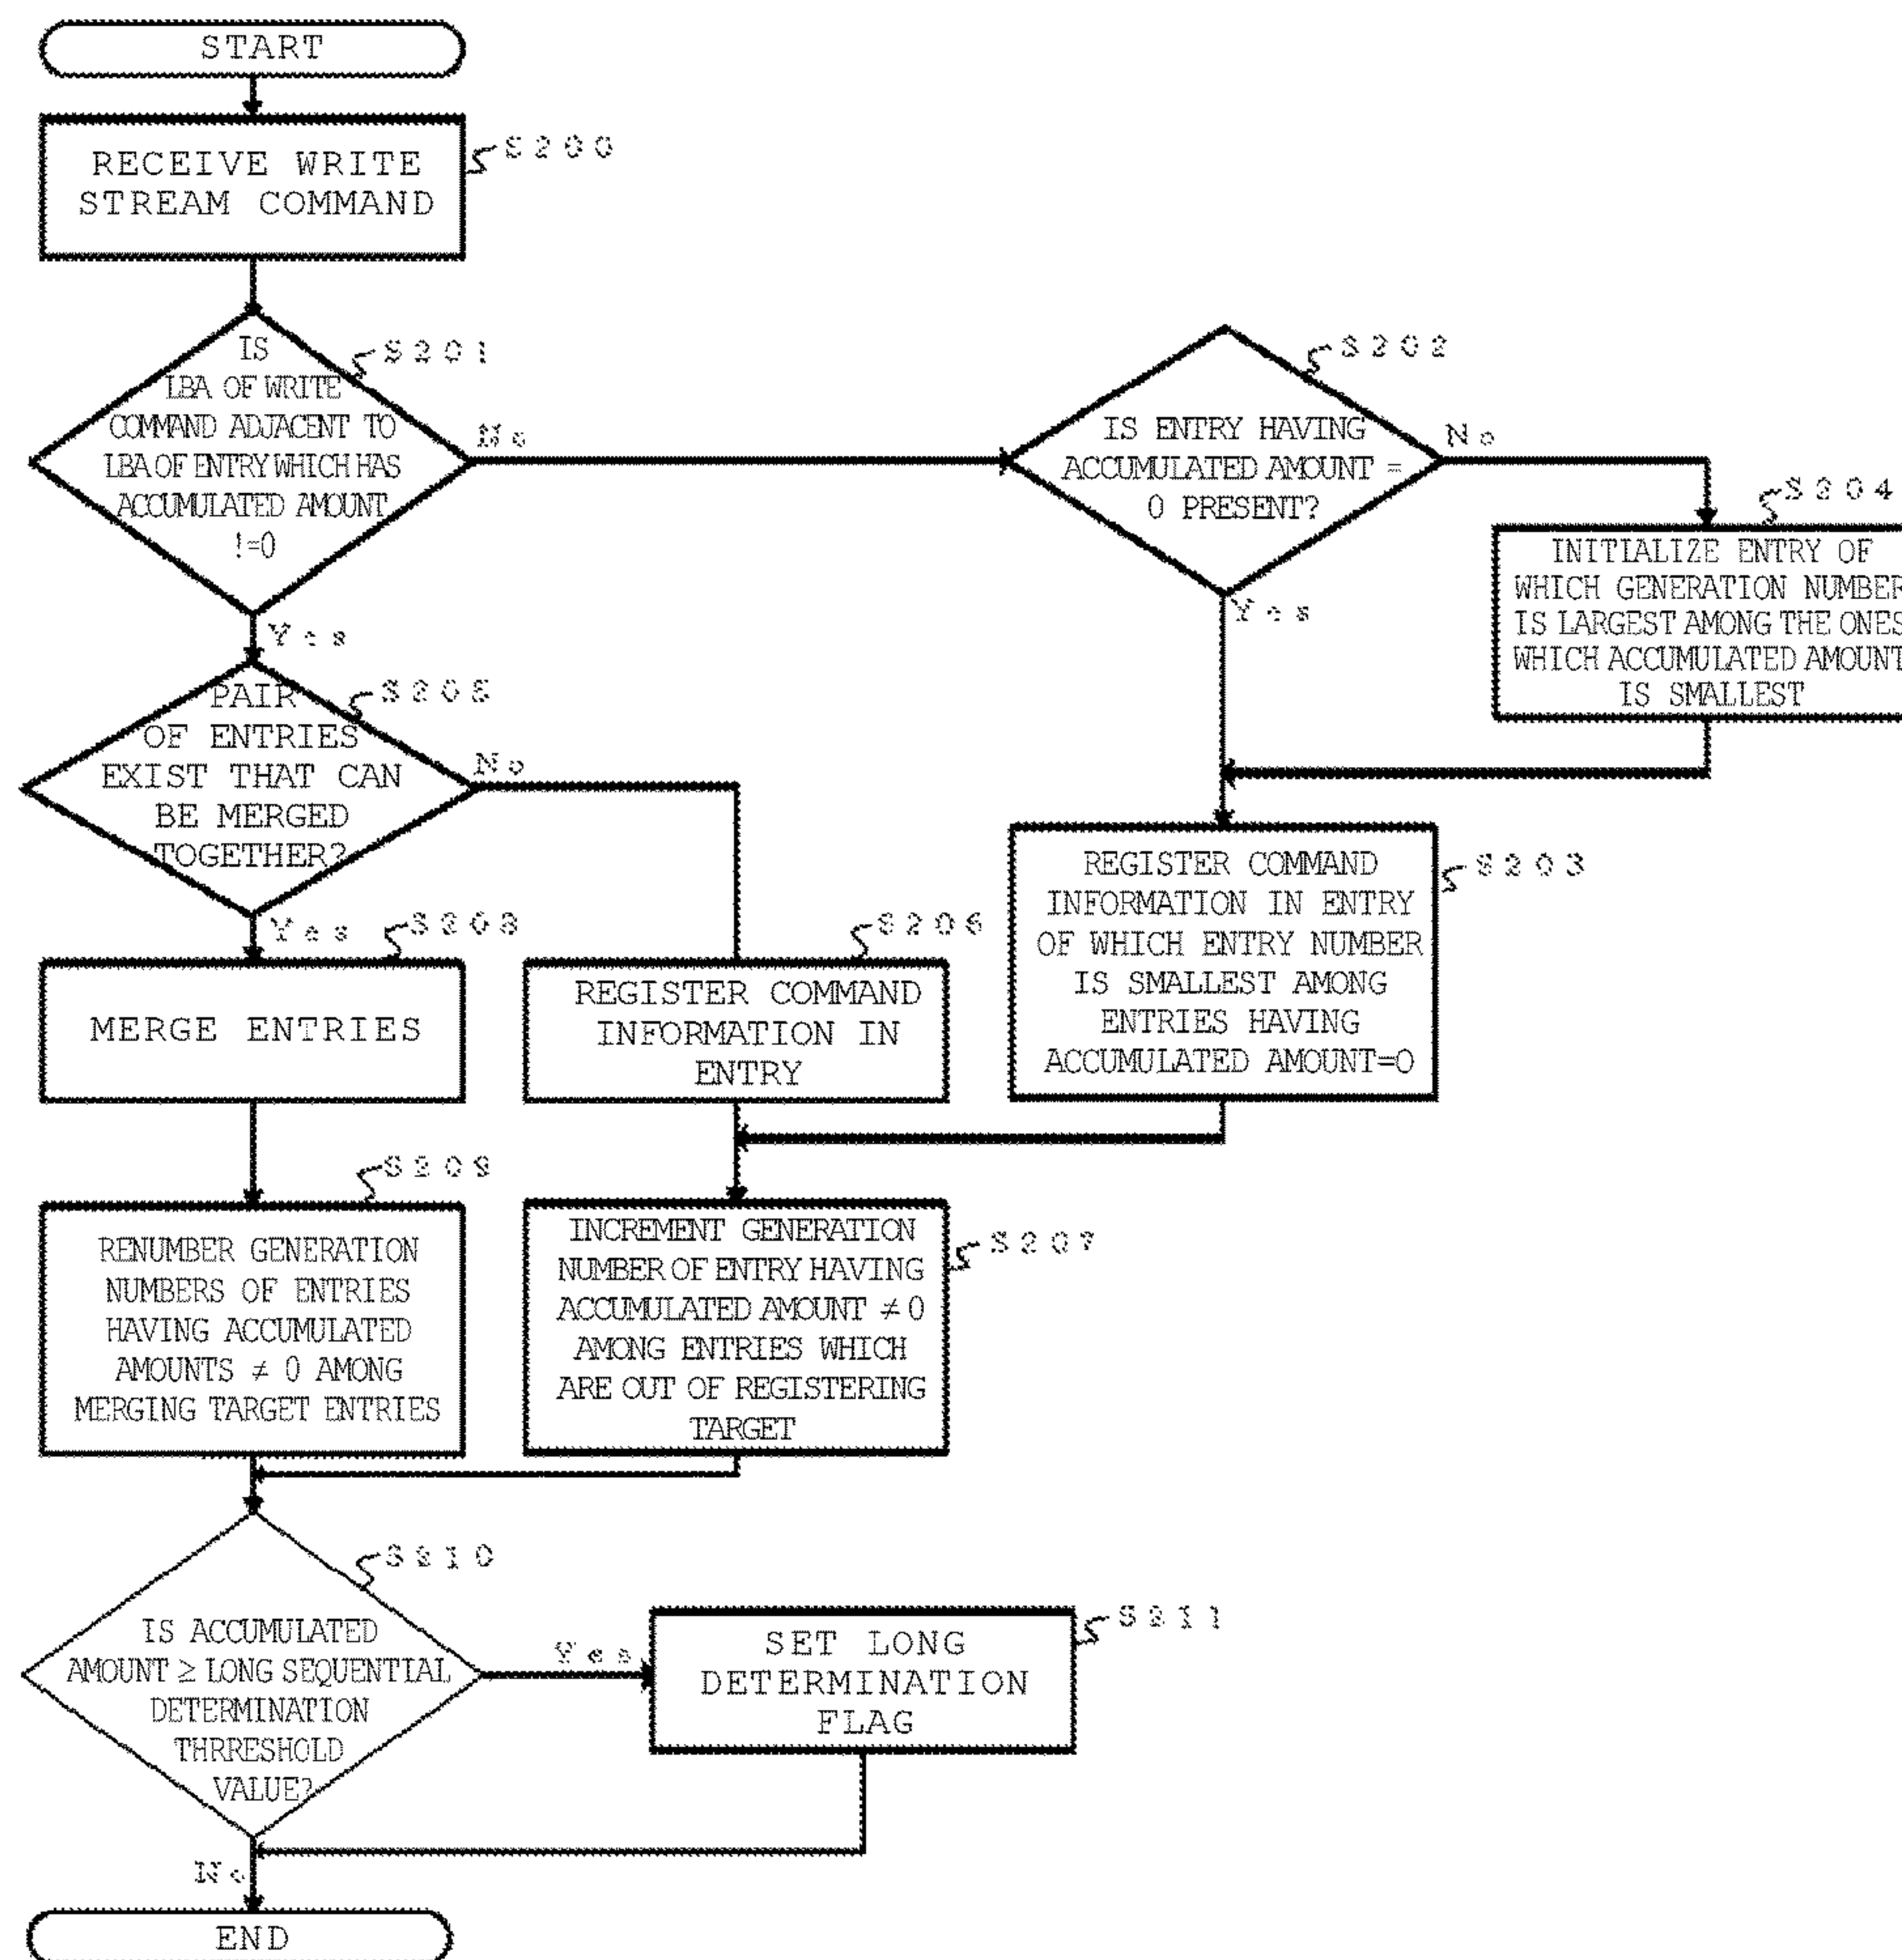 START
RECEIVE WRITE
STREAM COMMAND
S200
IS
LBA OF WRITE
COMMAND ADJACENT TO
LBA OF ENTRY WHICH HAS
ACCUMULATED AMOUNT
!=0
S201
No
Yes
IS ENTRY HAVING
ACCUMULATED AMOUNT =
0 PRESENT?
S202
No
Yes
S204
INITIALIZE ENTRY OF
WHICH GENERATION NUMBER
IS LARGEST AMONG THE ONES
WHICH ACCUMULATED AMOUNT
IS SMALLEST
PAIR
OF ENTRIES
EXIST THAT CAN
BE MERGED
TOGETHER?
S205
No
Yes
S208
MERGE ENTRIES
S206
REGISTER COMMAND
INFORMATION IN
ENTRY
REGISTER COMMAND
INFORMATION IN ENTRY
OF WHICH ENTRY NUMBER
IS SMALLEST AMONG
ENTRIES HAVING
ACCUMULATED AMOUNT=0
S203
S209
RENUMBER GENERATION
NUMBERS OF ENTRIES
HAVING ACCUMULATED
AMOUNTS ≠ 0 AMONG
MERGING TARGET ENTRIES
INCREMENT GENERATION
NUMBER OF ENTRY HAVING
ACCUMULATED AMOUNT ≠ 0
AMONG ENTRIES WHICH
ARE OUT OF REGISTERING
TARGET
S207
S210
IS ACCUMULATED
AMOUNT ≥ LONG SEQUENTIAL
DETERMINATION
THRRESHOLD
VALUE?
Yes
SET LONG
DETERMINATION
FLAG
S211
No
END